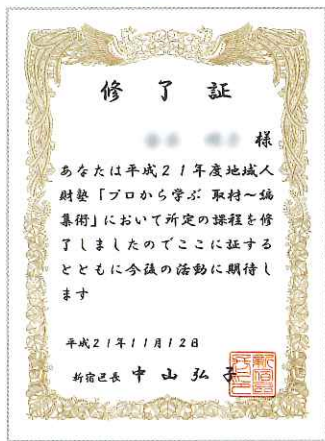 修了証
様
あなたは平成21年度地域人
財塾「プロから学ぶ 取材～編
集術」において所定の課程を修
了しましたのでここに証する
とともに今後の活動に期待し
ます
平成21年11月12日
新宿区長 中山弘子